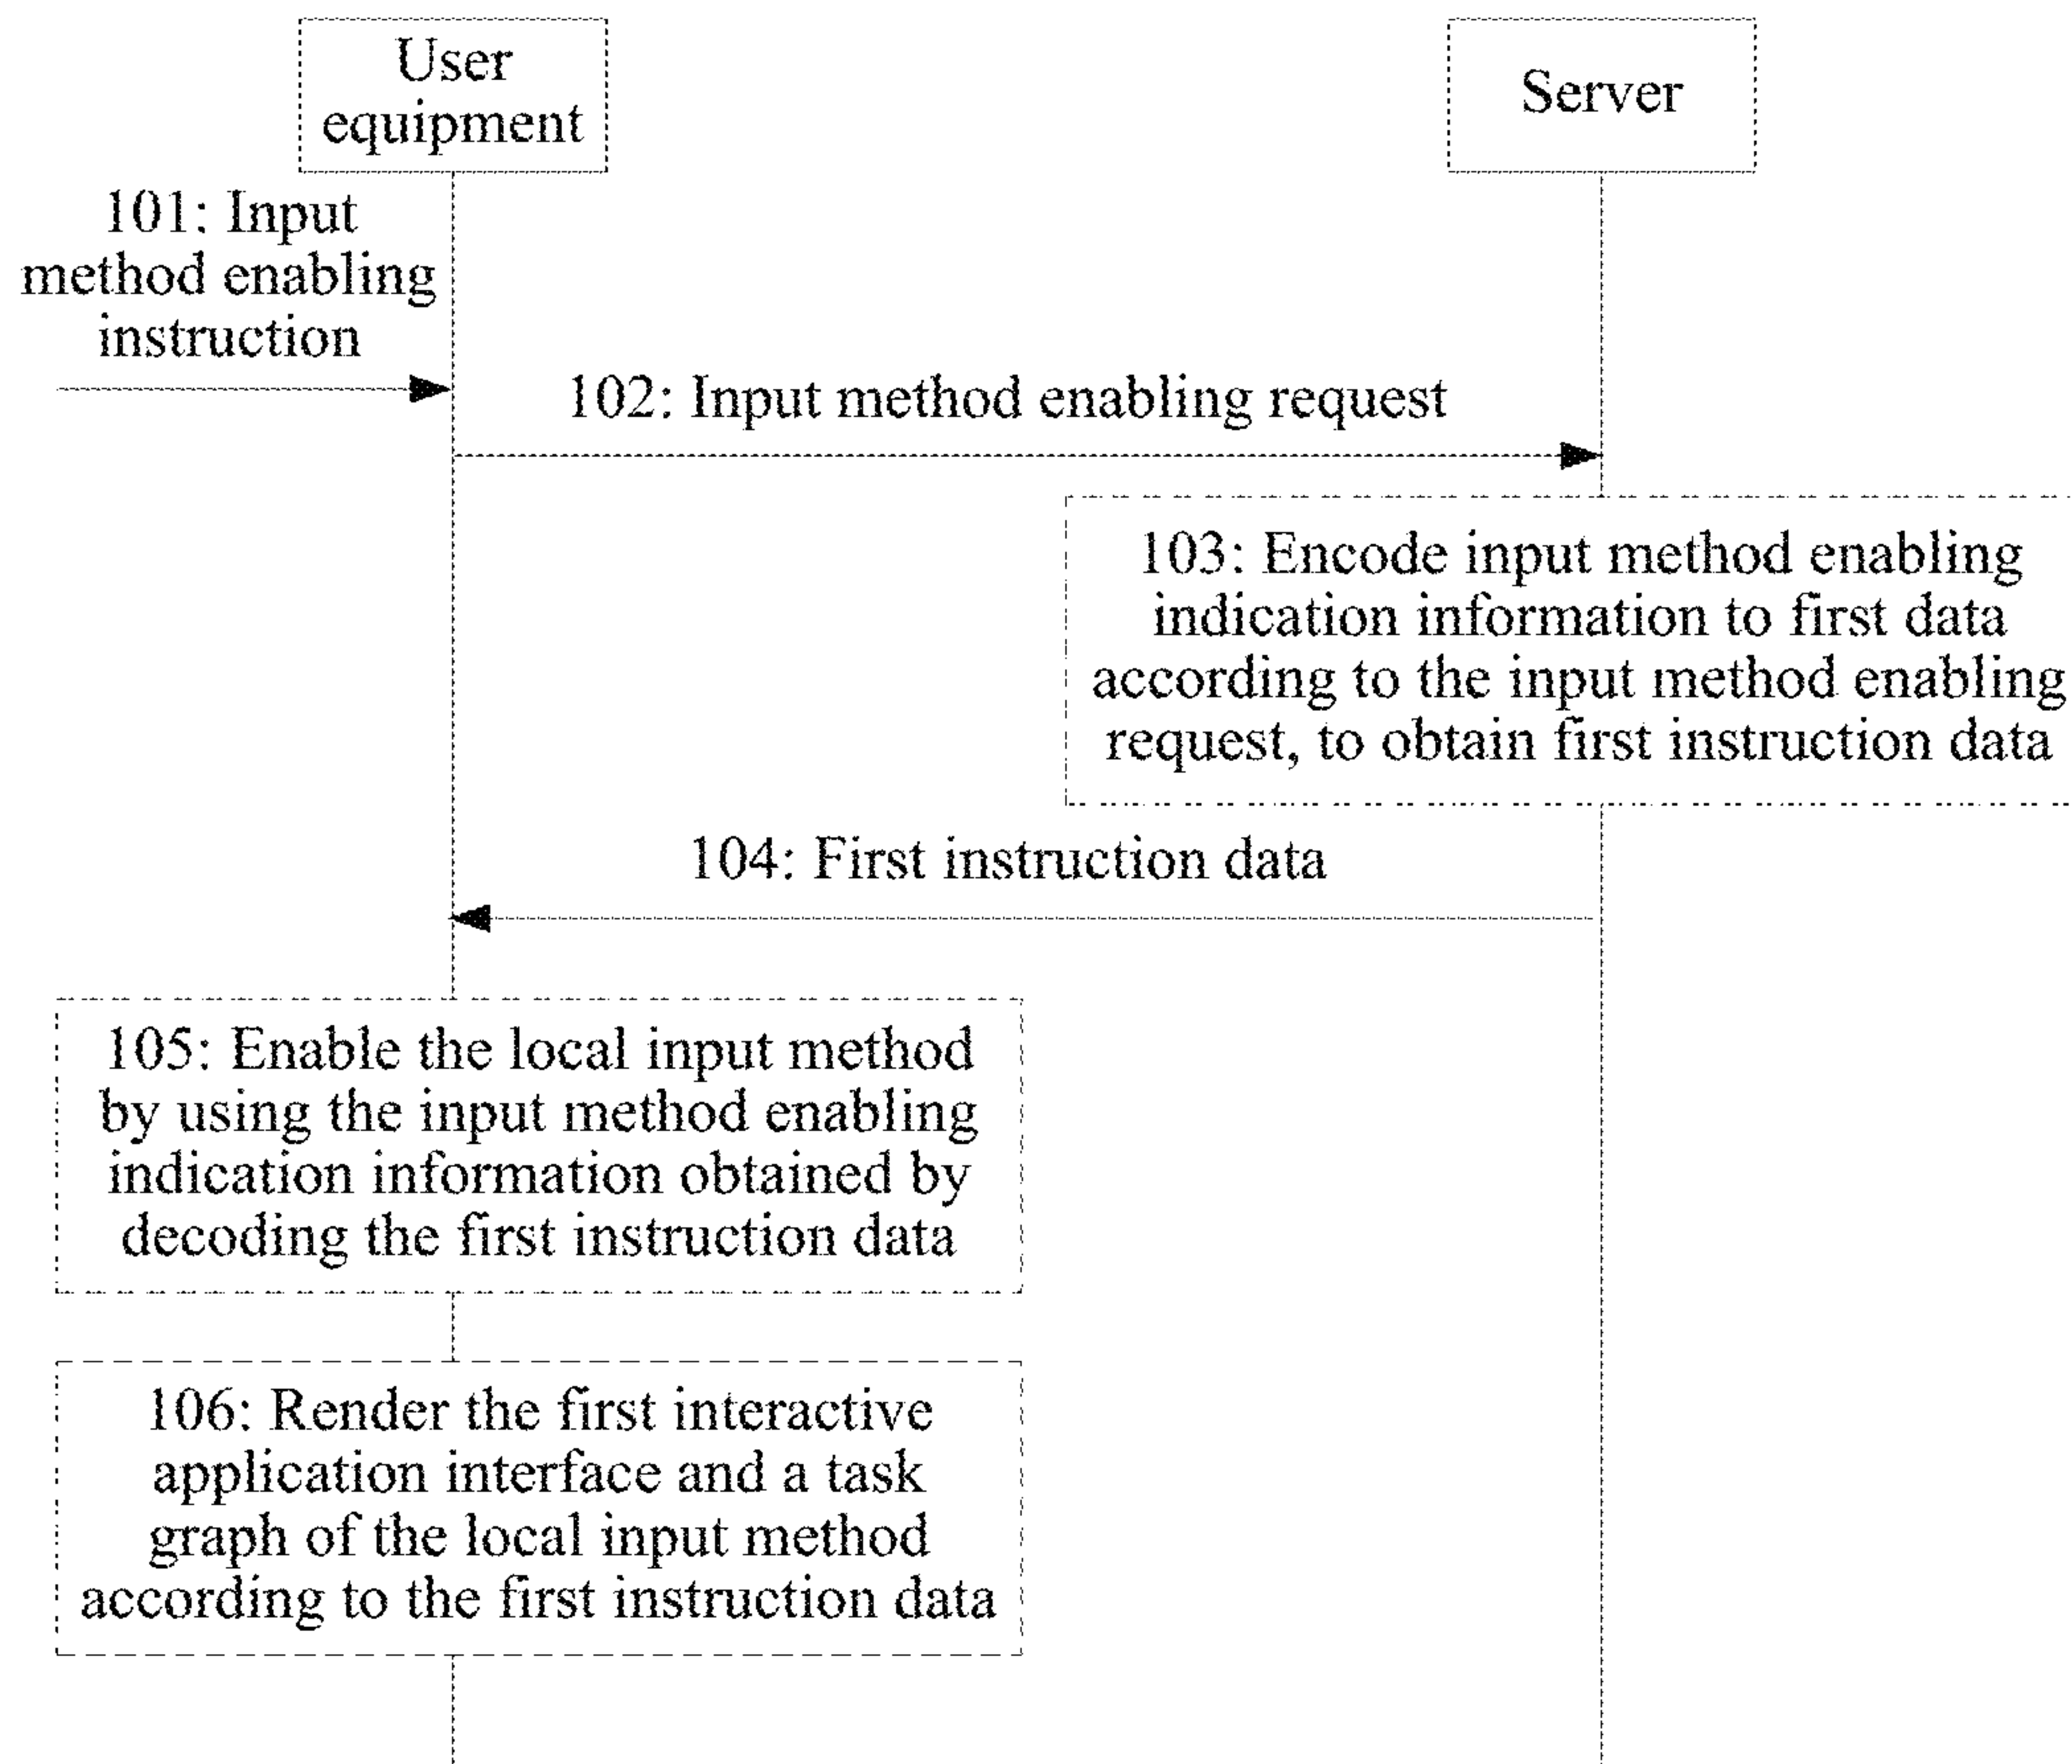 User
equipment
Server
101: Input
method enabling
instruction
102: Input method enabling request
103: Encode input method enabling
indication information to first data
according to the input method enabling
request, to obtain first instruction data
104: First instruction data
105: Enable the local input method
by using the input method enabling
indication information obtained by
decoding the first instruction data
106: Render the first interactive
application interface and a task
graph of the local input method
according to the first instruction data